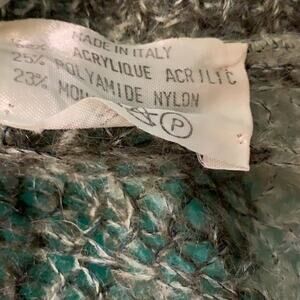 MADE IN ITALY
ACRYLIQUE ACRILIC
25% POLYAMIDE NYLON
23%
P